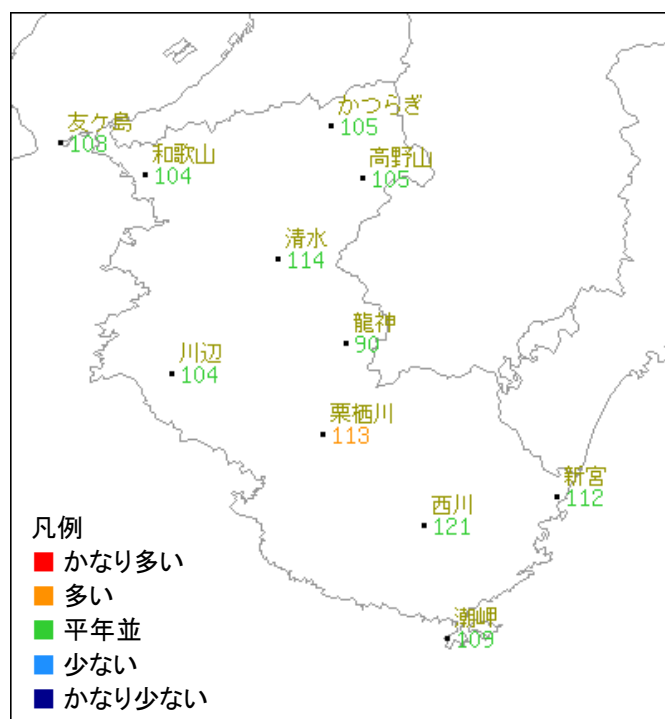 かつらぎ
105
友ケ島
108
和歌山
104
高野山
105
清水
114
龍神
90
川辺
104
栗栖川
113
新宮
112
西川
121
潮岬
109
凡例
かなり多い
多い
平年並
少ない
かなり少ない